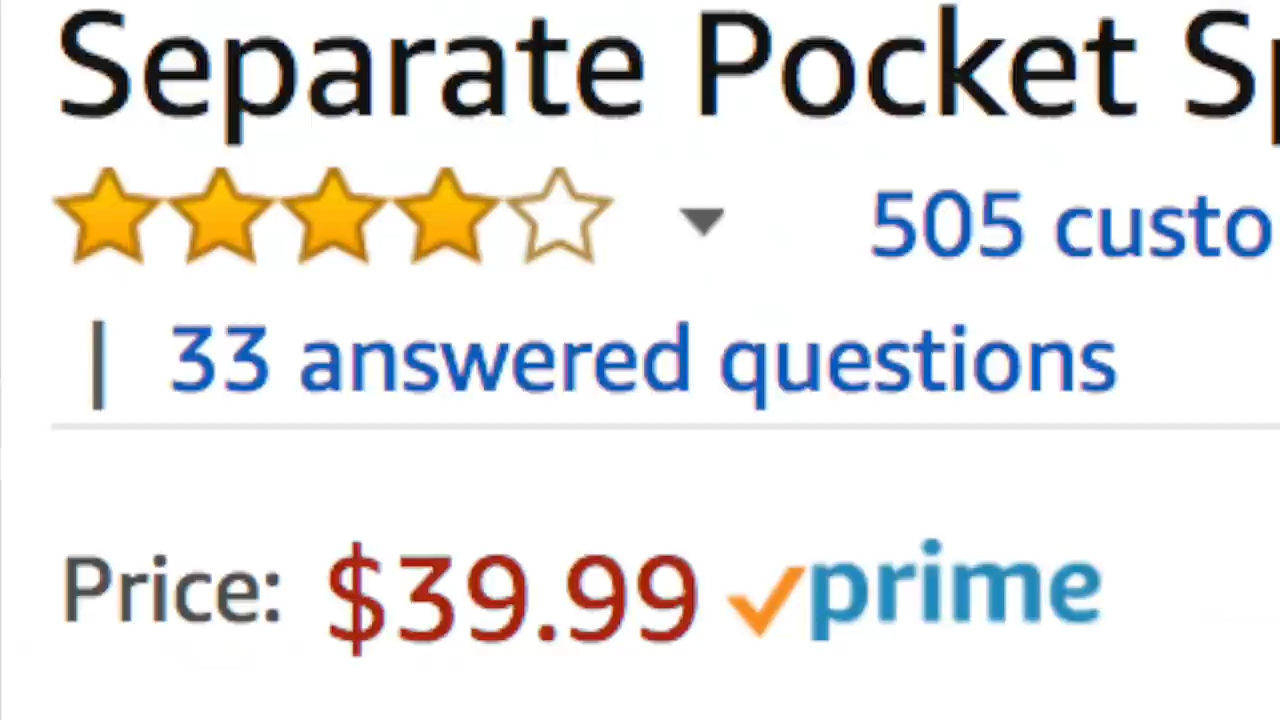 Separate Pocket Sp
505 custo
| 33 answered questions
Price: $39.99 prime